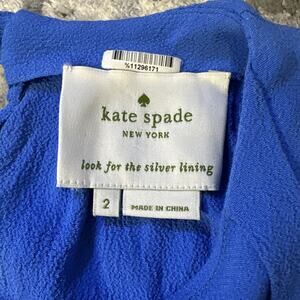 %11296171
kate spade
NEW YORK
look for the silver lining
2
MADE IN CHINA